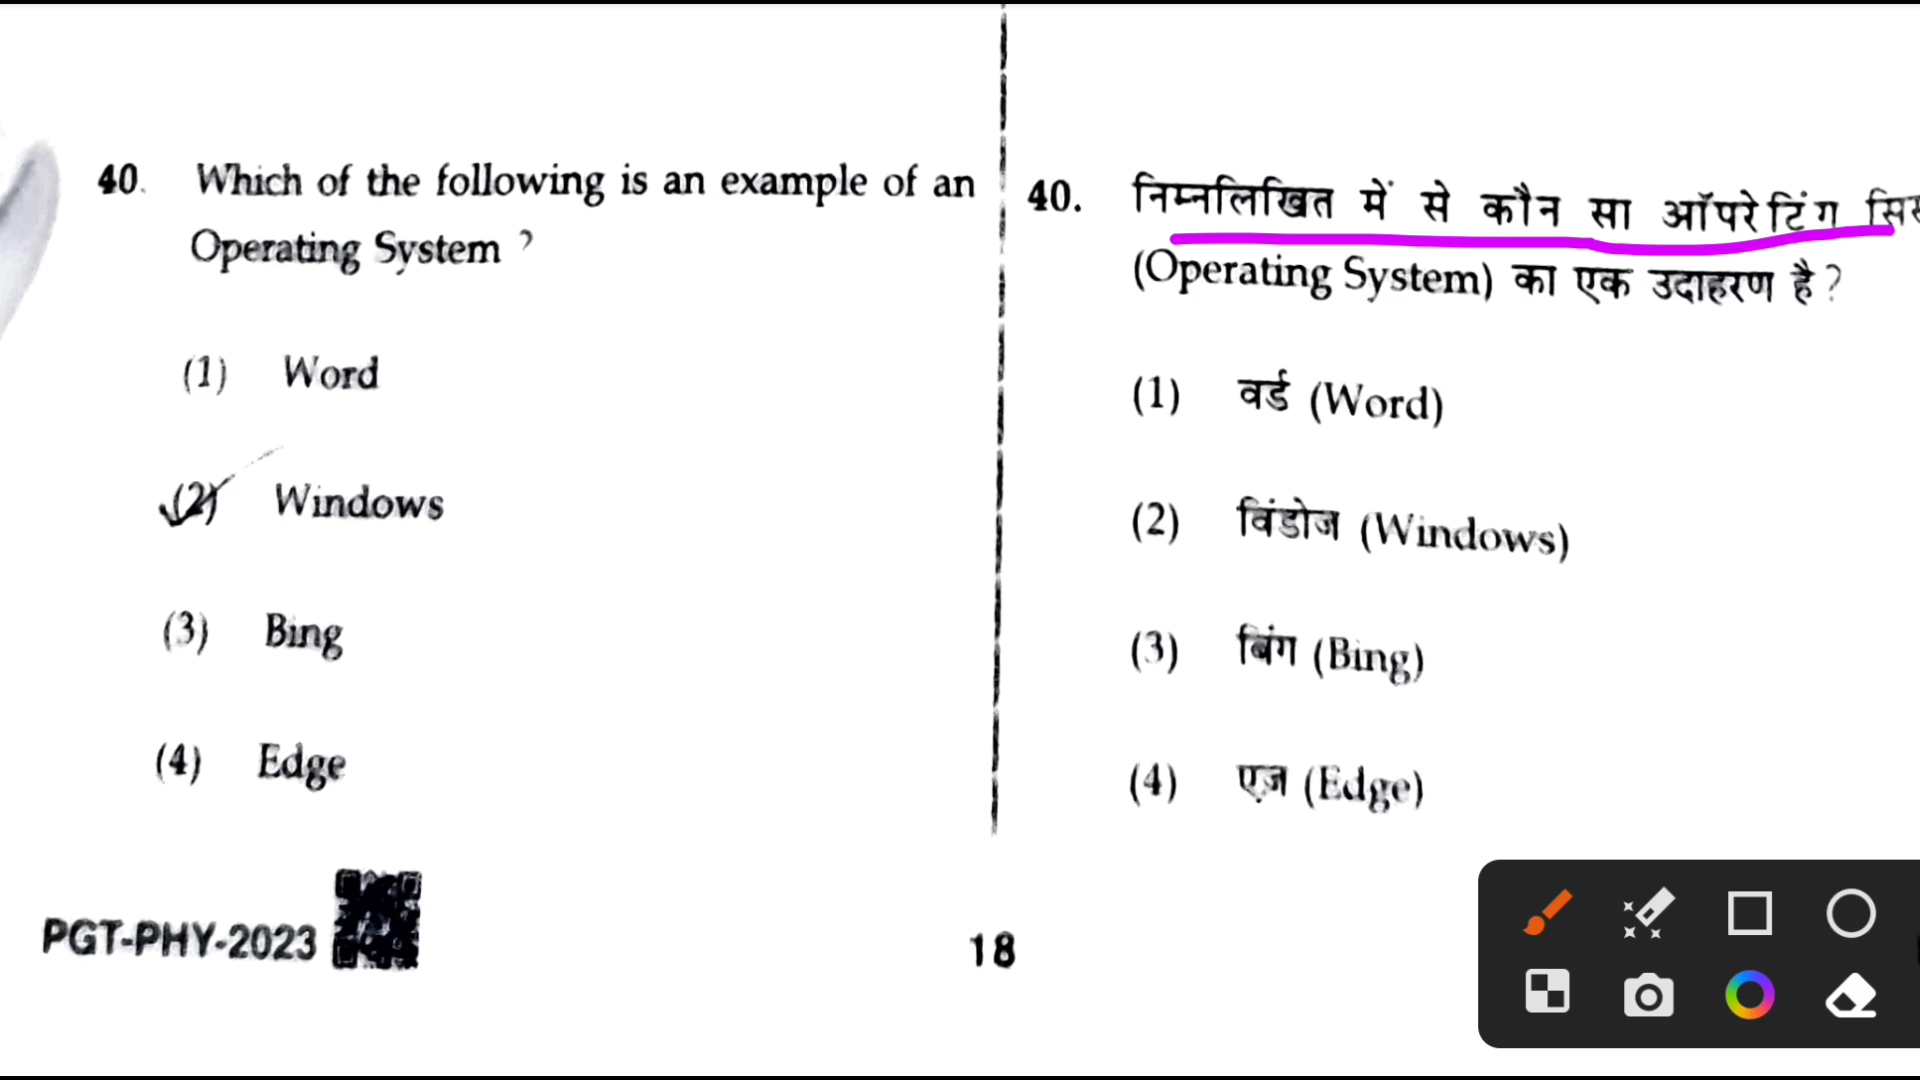 40. Which of the following is an example of an
Operating System ?
(1) Word
(2) Windows
(3) Bing
(4) Edge
40. निम्नलिखित में से कौन सा ऑपरेटिंग
(Operating System) का एक उदाहरण है ?
(1) वर्ड (Word)
(2) विंडोज (Windows)
(3) बिंग (Bing)
(4) एज़ (Edge)
PGT-PHY-2023
18